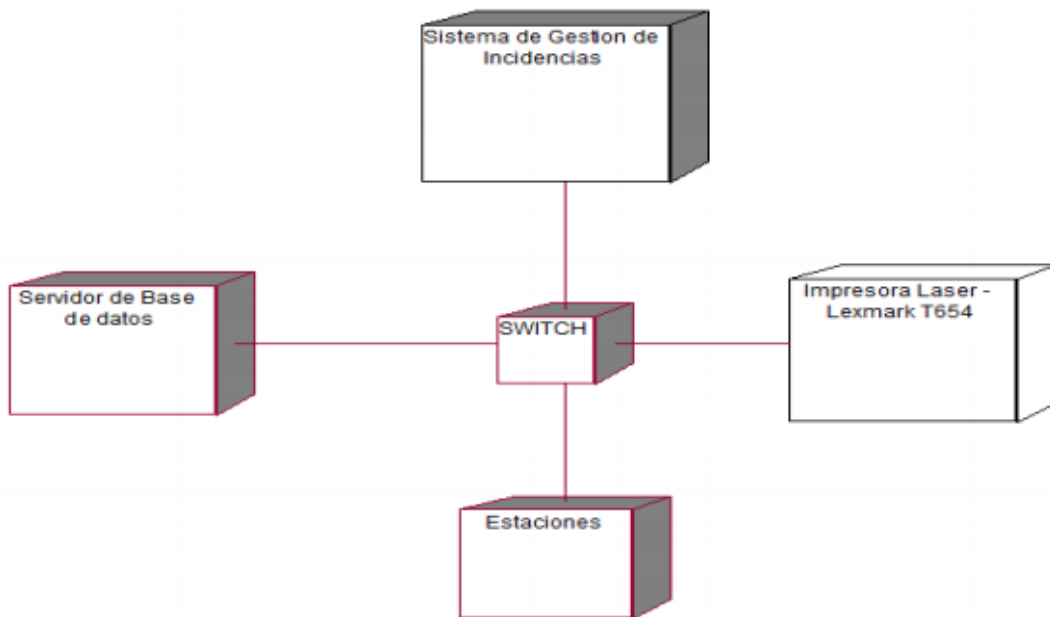 Sistema de Gestion de
Incidencias
Servidor de Base
de datos
SWITCH
Impresora Laser -
Lexmark T654
Estaciones